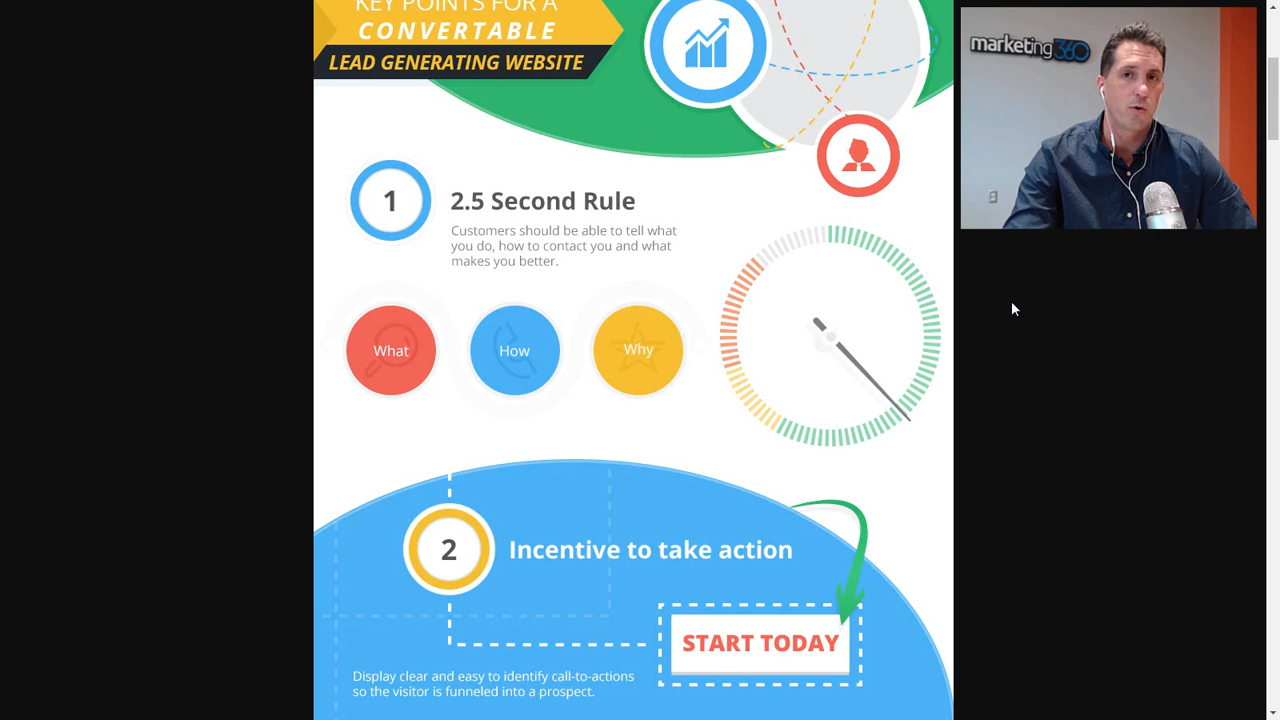 KEY POINTS FOR A
CONVERTABLE
LEAD GENERATING WEBSITE
marketing360
1
2.5 Second Rule
Customers should be able to tell what
you do, how to contact you and what
makes you better.
What
How
Why
2
Incentive to take action
START TODAY
Display clear and easy to identify call-to-actions
so the visitor is funneled into a prospect.